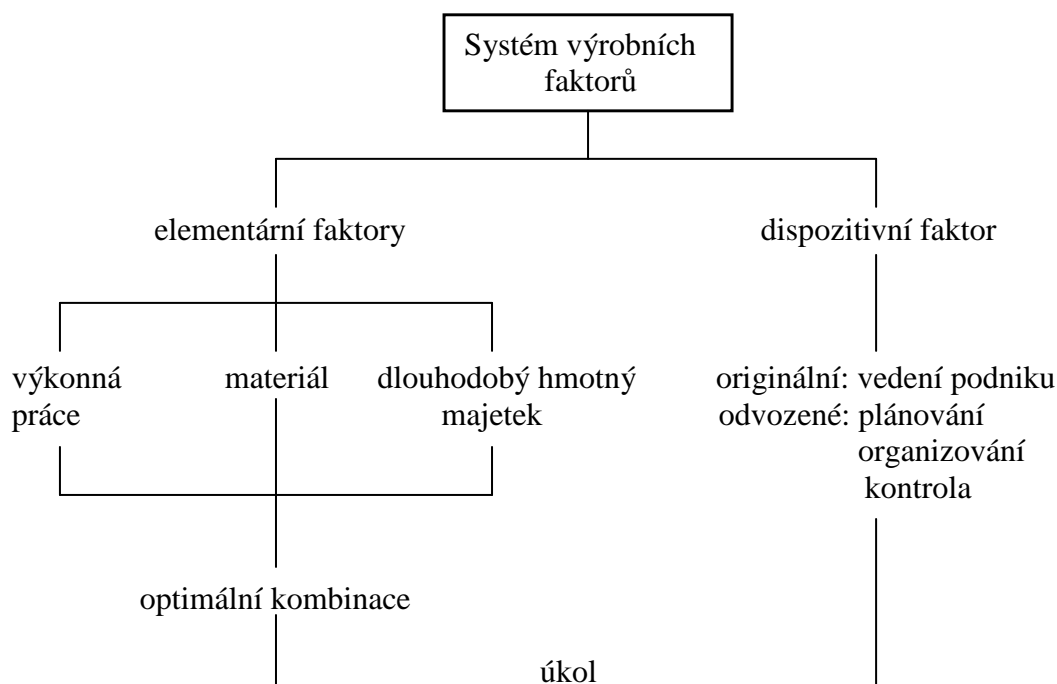 Systém výrobních
faktorů
elementární faktory
dispozitivní faktor
výkonná
práce
materiál
dlouhodobý hmotný
majetek
originální: vedení podniku
odvozené: plánování
organizování
kontrola
optimální kombinace
úkol